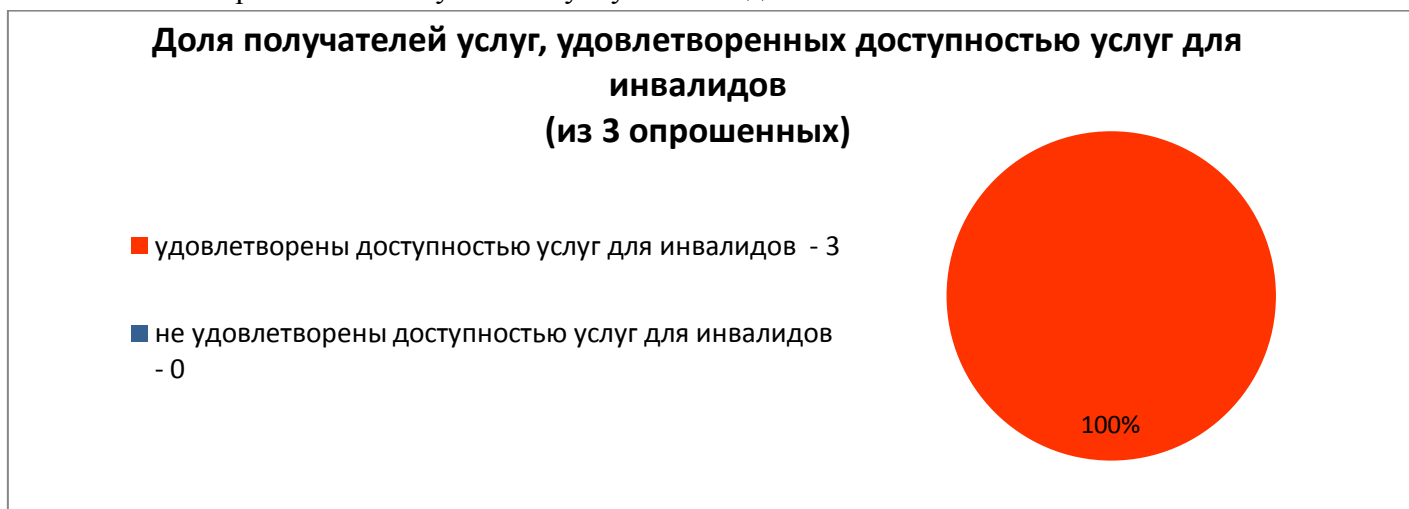 Доля получателей услуг, удовлетворенных доступностью услуг для
инвалидов
(из 3 опрошенных)
удовлетворены доступностью услуг для инвалидов - 3
не удовлетворены доступностью услуг для инвалидов
- 0
100%